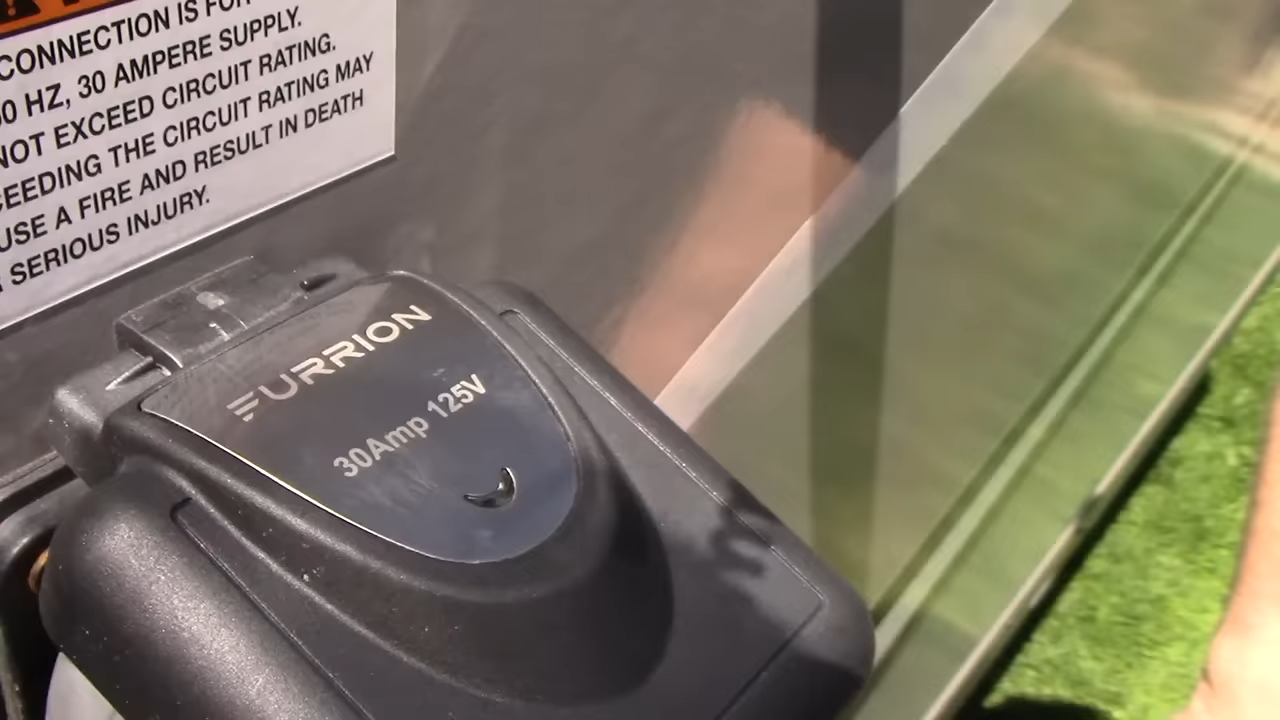 CONNECTION IS FOR
0 HZ, 30 AMPERE SUPPLY.
NOT EXCEED CIRCUIT RATING.
CEEDING THE CIRCUIT RATING MAY
USE A FIRE AND RESULT IN DEATH
SERIOUS INJURY.
FURRION
30Amp 125V